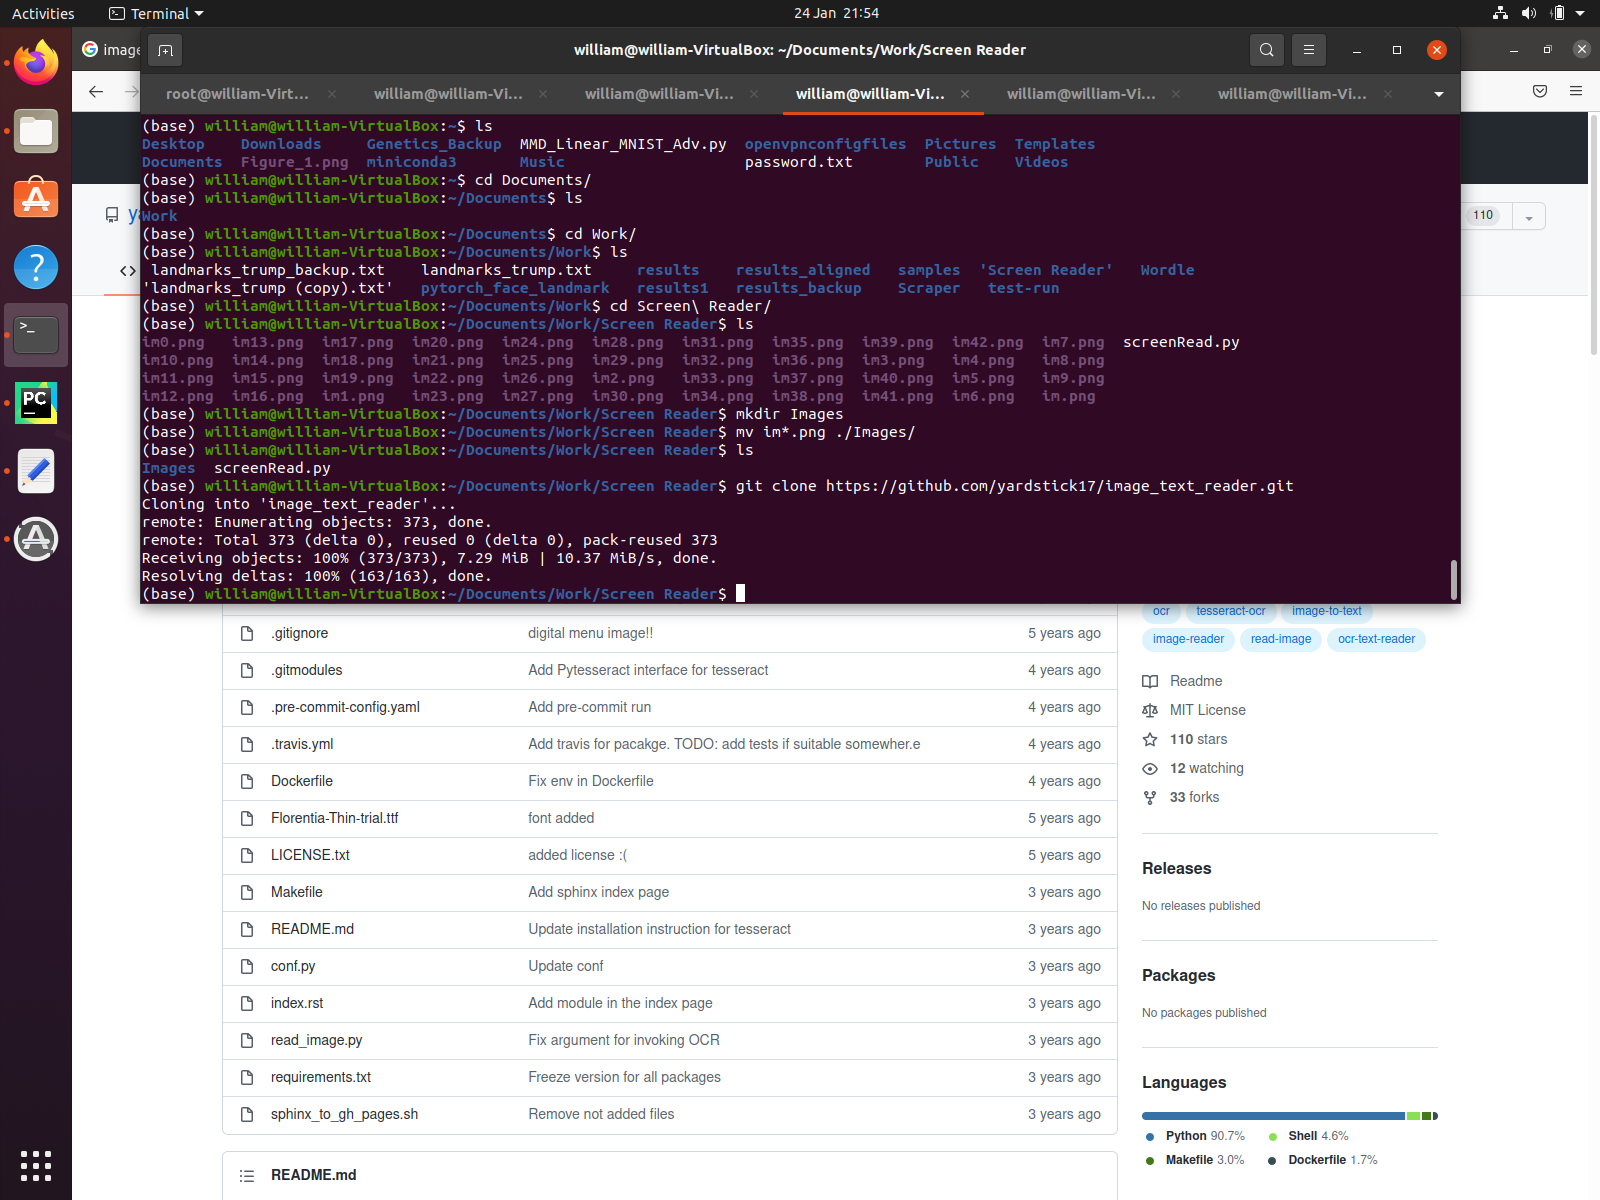 Activities Terminal 24 Jan 21:54
image
william@william-VirtualBox: ~/Documents/Work/Screen Reader
root@william-Virt... william@william-Vi... william@william-Vi... william@william-Vi... william@william-Vi... william@william-Vi...
(base) william@william-VirtualBox:~$ ls
Desktop Downloads Genetics_Backup MMD_Linear_MNIST_Adv.py openvpnconfigfiles Pictures Templates
Documents Figure_1.png miniconda3 Music password.txt Public Videos
(base) william@william-VirtualBox:~$ cd Documents/
(base) william@william-VirtualBox:~/Documents$ ls
Work
(base) william@william-VirtualBox:~/Documents$ cd Work/
(base) william@william-VirtualBox:~/Documents/Work$ ls
landmarks_trump_backup.txt landmarks_trump.txt results results_aligned samples 'Screen Reader' Wordle
'landmarks_trump (copy).txt' pytorch_face_landmark results1 results_backup Scraper test-run
(base) william@william-VirtualBox:~/Documents/Work$ cd Screen\ Reader/
(base) william@william-VirtualBox:~/Documents/Work/Screen Reader$ ls
im0.png im13.png im17.png im20.png im24.png im28.png im31.png im35.png im39.png im42.png im7.png screenRead.py
im10.png im14.png im18.png im21.png im25.png im29.png im32.png im36.png im3.png im4.png im8.png
im11.png im15.png im19.png im22.png im26.png im2.png im33.png im37.png im40.png im5.png im9.png
im12.png im16.png im1.png im23.png im27.png im30.png im34.png im38.png im41.png im6.png im.png
(base) william@william-VirtualBox:~/Documents/Work/Screen Reader$ mkdir Images
(base) william@william-VirtualBox:~/Documents/Work/Screen Reader$ mv im*.png ./Images/
(base) william@william-VirtualBox:~/Documents/Work/Screen Reader$ ls
Images screenRead.py
(base) william@william-VirtualBox:~/Documents/Work/Screen Reader$ git clone https://github.com/yardstick17/image_text_reader.git
Cloning into 'image_text_reader'...
remote: Enumerating objects: 373, done.
remote: Total 373 (delta 0), reused 0 (delta 0), pack-reused 373
Receiving objects: 100% (373/373), 7.29 MiB | 10.37 MiB/s, done.
Resolving deltas: 100% (163/163), done.
(base) william@william-VirtualBox:~/Documents/Work/Screen Reader$
110
PC
.gitignore digital menu image!! 5 years ago
.gitmodules Add Pytesseract interface for tesseract 4 years ago
.pre-commit-config.yaml Add pre-commit run 4 years ago
.travis.yml Add travis for pacakge. TODO: add tests if suitable somewher.e 4 years ago
Dockerfile Fix env in Dockerfile 4 years ago
Florentia-Thin-trial.ttf font added 5 years ago
LICENSE.txt added license :( 5 years ago
Makefile Add sphinx index page 3 years ago
README.md Update installation instruction for tesseract 3 years ago
conf.py Update conf 3 years ago
index.rst Add module in the index page 3 years ago
read_image.py Fix argument for invoking OCR 3 years ago
requirements.txt Freeze version for all packages 3 years ago
sphinx_to_gh_pages.sh Remove not added files 3 years ago
README.md
ocr tesseract-ocr image-to-text
image-reader read-image ocr-text-reader
Readme
MIT License
110 stars
12 watching
33 forks
Releases
No releases published
Packages
No packages published
Languages
Python 90.7% Shell 4.6%
Makefile 3.0% Dockerfile 1.7%